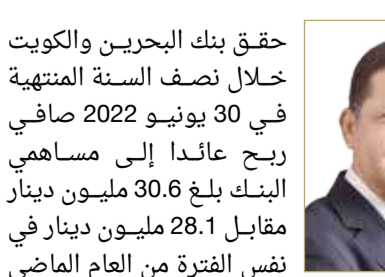 حقق بنك البحرين والكويت
خلال نصف السنة المنتهية
في 30 يونيو 2022 صافي
ربح عائدا إلى مساهمي
البنك بلغ 30.6 مليون دينار
مقابل 28.1 مليون دينار في
نفس الفترة من العام الماضي